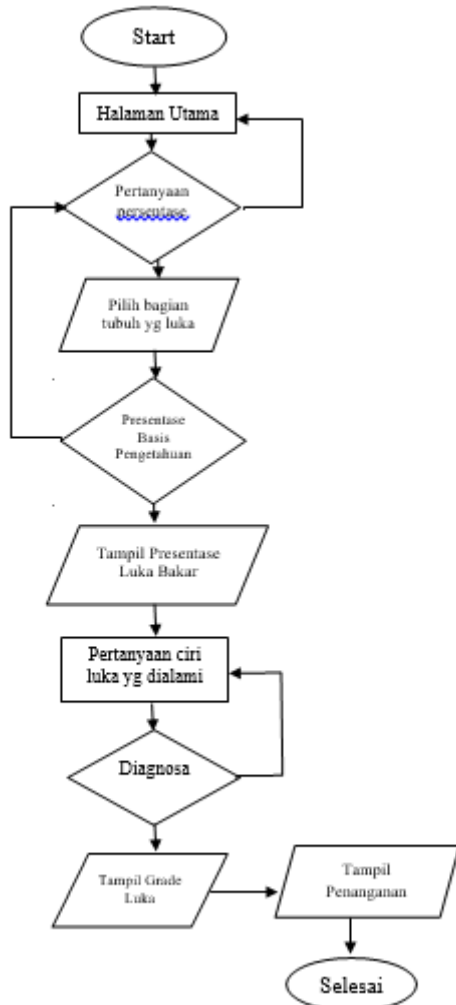 Start
Halaman Utama
Pertanyaan
persentase
Pilih bagian
tubuh yg luka
Presentase
Basis
Pengetahuan
Tampil Presentase
Luka Bakar
Pertanyaan ciri
luka yg dialami
Diagnosa
Tampil Grade
Luka
Tampil
Penanganan
Selesai